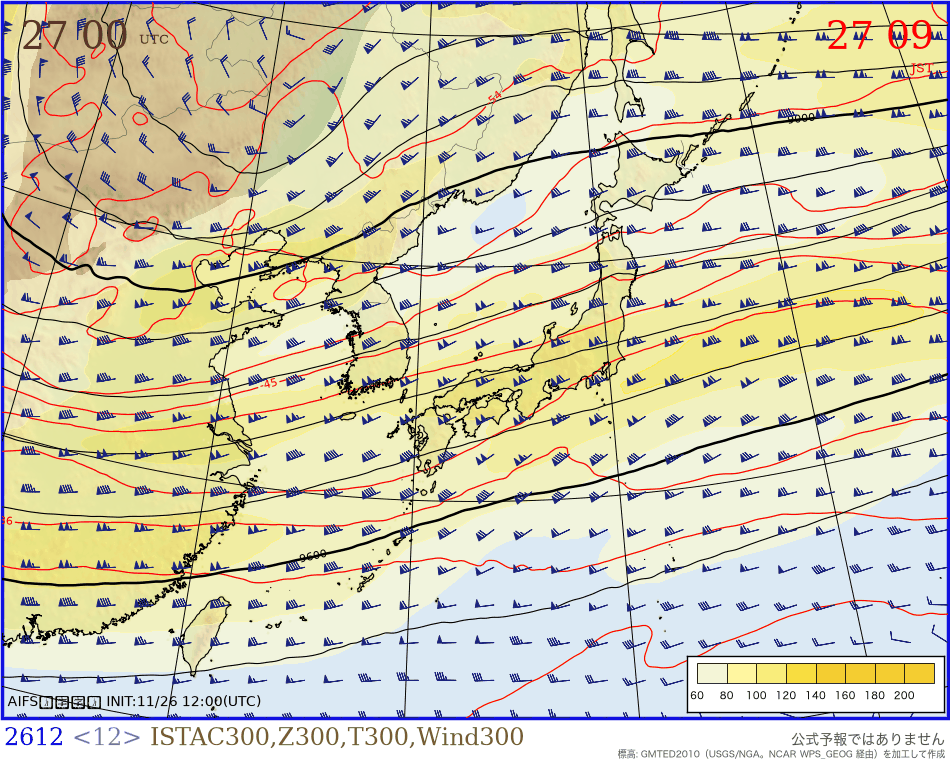 27 00 UTC
27 09
JST
-54
9000
-45
36
9600
60 80 100 120 140 160 180 200
AIFS INIT:11/26 12:00(UTC)
2612 <12> ISTAC300,Z300,T300,Wind300
公式予報ではありません
標高: GMTED2010（USGS/NGA。NCAR WPS_GEOG 経由）を加工して作成